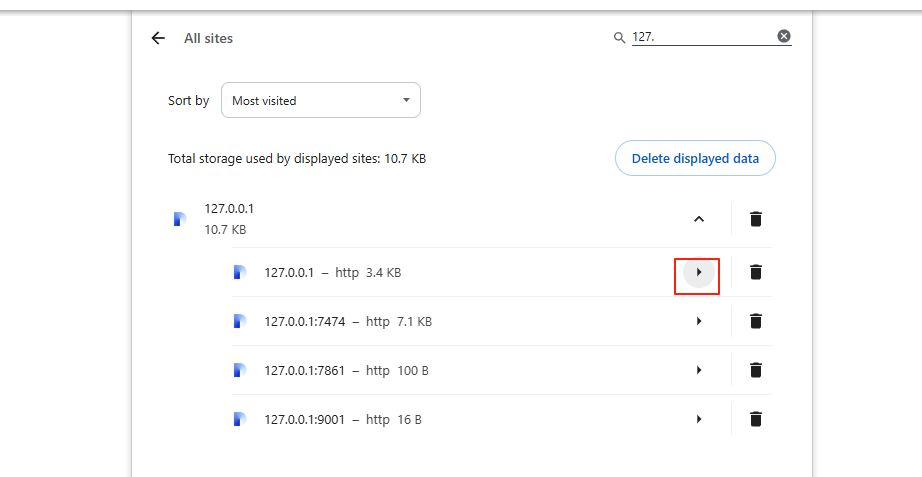 All sites
127.
Sort by
Most visited
Total storage used by displayed sites: 10.7 KB
Delete displayed data
127.0.0.1
10.7 KB
127.0.0.1 – http 3.4 KB
127.0.0.1:7474 – http 7.1 KB
127.0.0.1:7861 – http 100 B
127.0.0.1:9001 – http 16 B